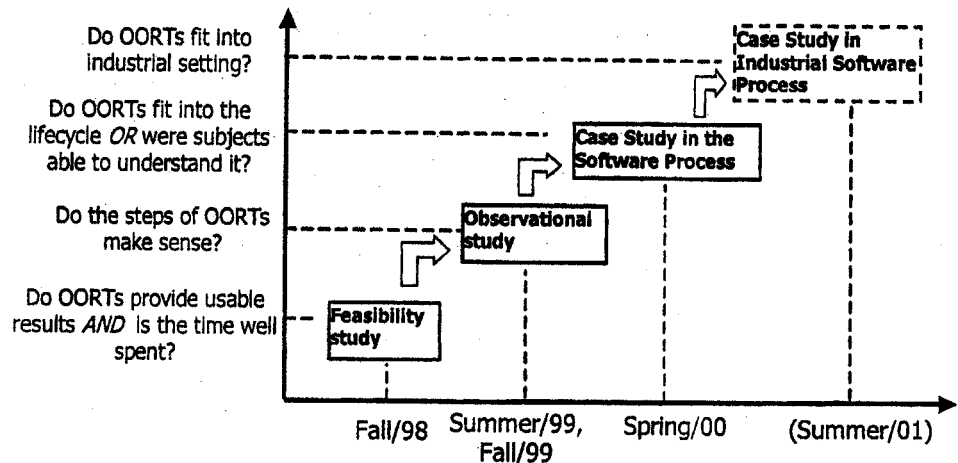 Do OORTs fit into
industrial setting?
Case Study in
Industrial Software
Process
Do OORTs fit into the
lifecycle OR were subjects
able to understand it?
Case Study in the
Software Process
Do the steps of OORTs
make sense?
Observational
study
Do OORTs provide usable
results AND is the time well
spent?
Feasibility
study
Fall/98
Summer/99,
Fall/99
Spring/00
(Summer/01)